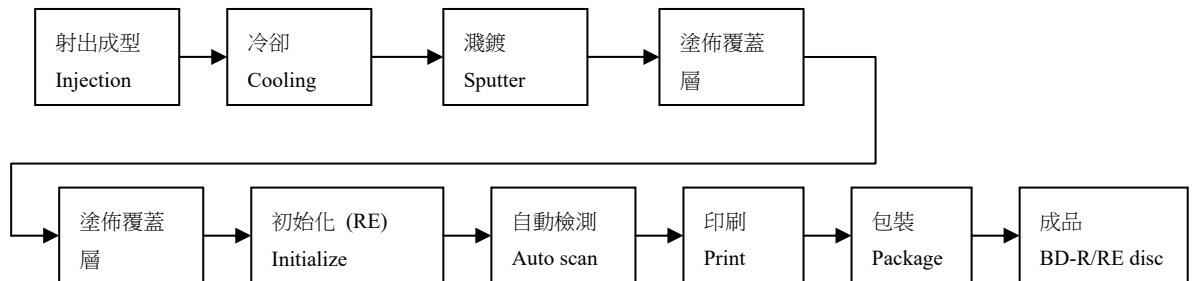 射出成型
Injection
冷卻
Cooling
濺鍍
Sputter
塗佈覆蓋
層
塗佈覆蓋
層
初始化 (RE)
Initialize
自動檢測
Auto scan
印刷
Print
包裝
Package
成品
BD-R/RE disc